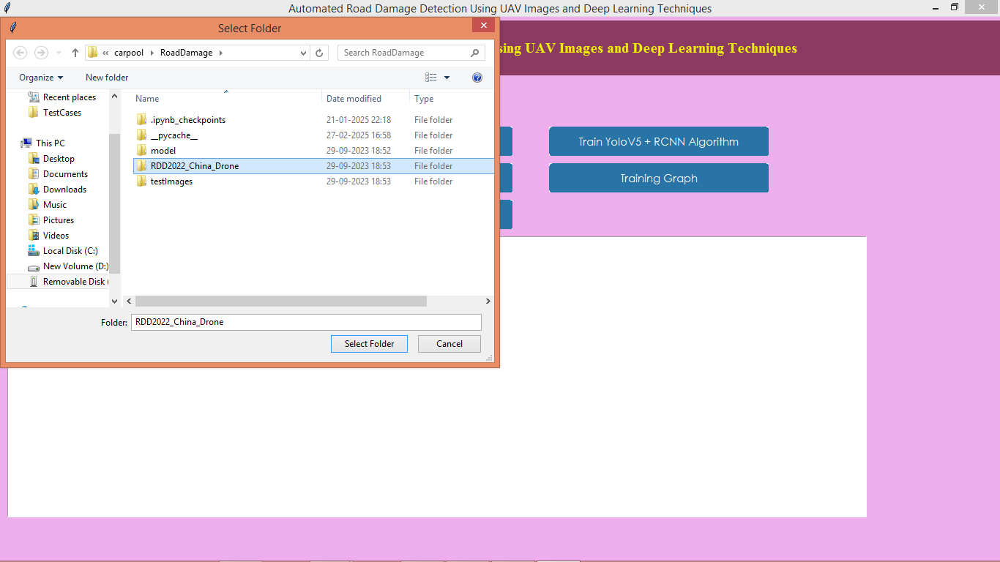 Automated Road Damage Detection Using UAV Images and Deep Learning Techniques
Select Folder
sing UAV Images and Deep Learning Techniques
« carpool RoadDamage
Search RoadDamage
Organize
New folder
Recent places
TestCases
This PC
Desktop
Documents
Downloads
Music
Pictures
Videos
Local Disk (C:)
New Volume (D:)
Removable Disk (
Name Date modified Type
.ipynb_checkpoints 21-01-2025 22:18 File folder
__pycache__ 27-02-2025 16:58 File folder
model 29-09-2023 18:52 File folder
RDD2022_China_Drone 29-09-2023 18:53 File folder
testImages 29-09-2023 18:53 File folder
Folder: RDD2022_China_Drone
Select Folder Cancel
Train YoloV5 + RCNN Algorithm
Training Graph